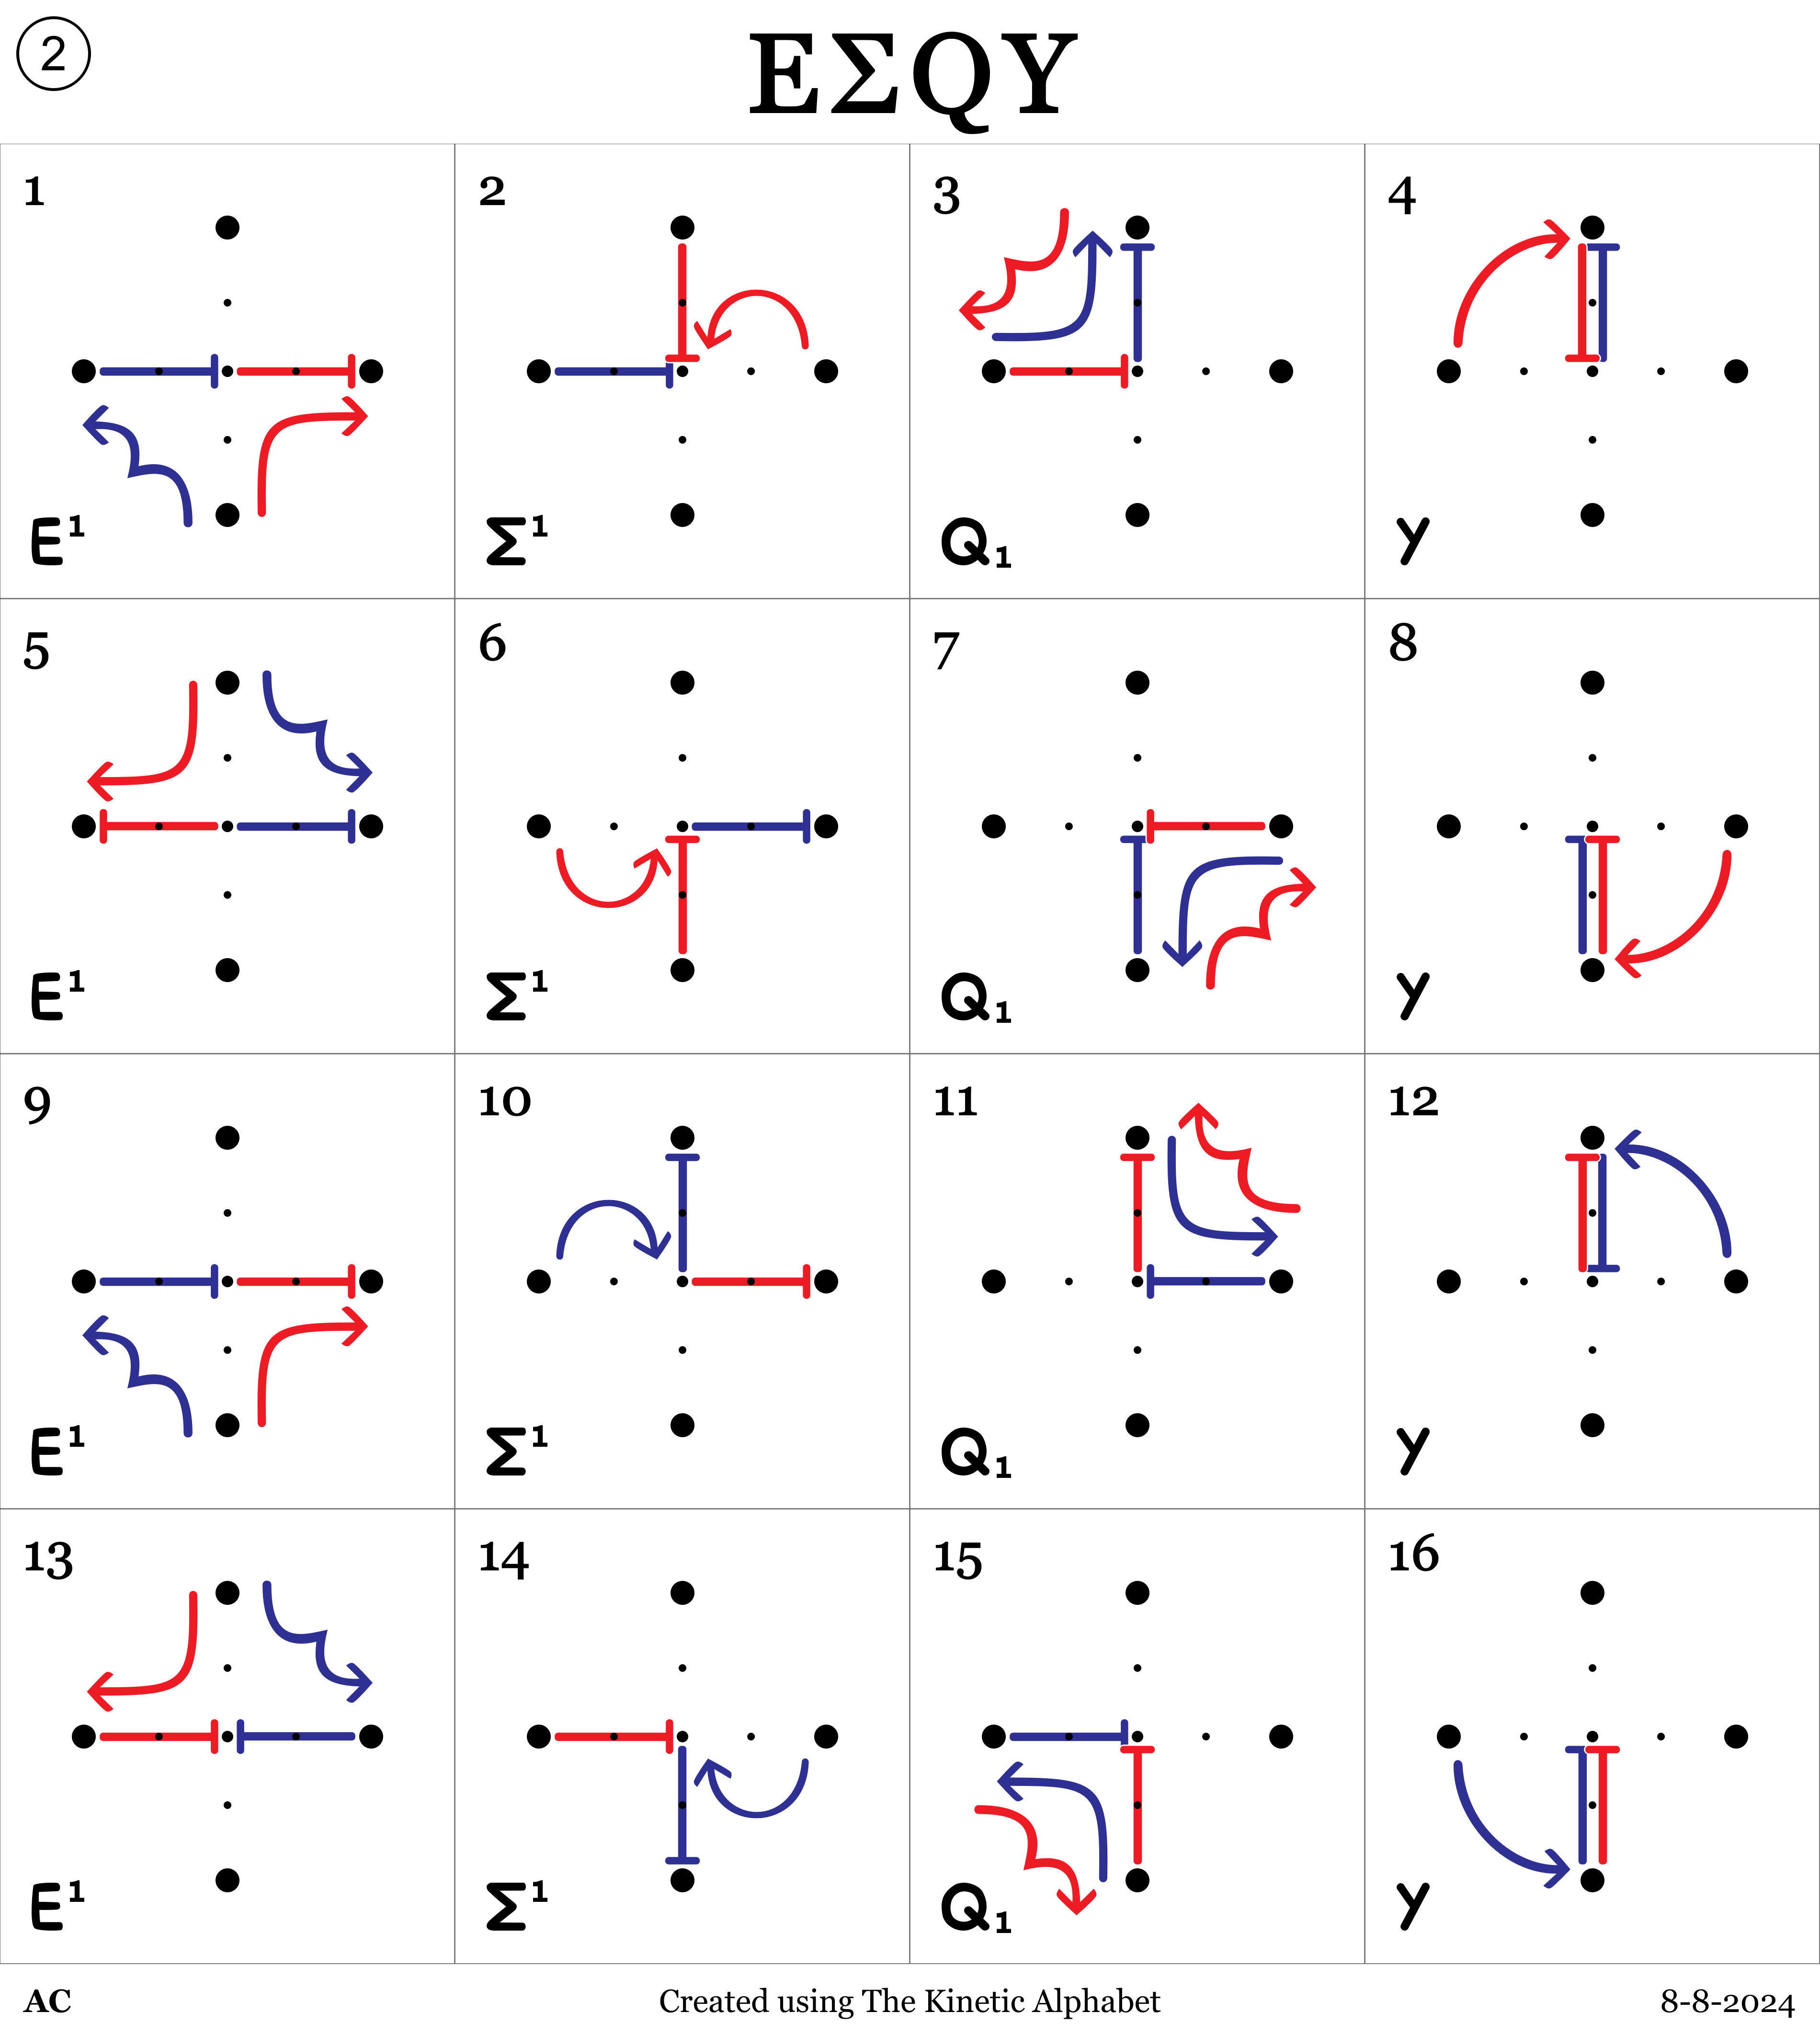 2
EΣQY
1 2 3 4
E¹ Σ¹ Q₁ Y
5 6 7 8
E¹ Σ¹ Q₁ Y
9 10 11 12
E¹ Σ¹ Q₁ Y
13 14 15 16
E¹ Σ¹ Q₁ Y
AC Created using The Kinetic Alphabet 8-8-2024